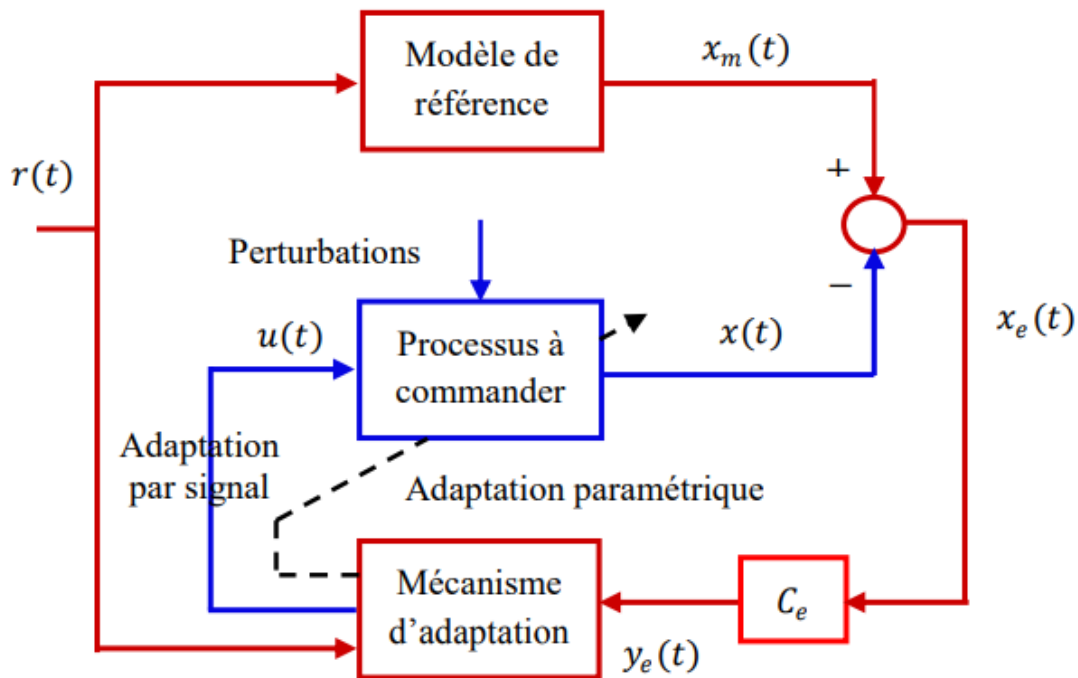 Modèle de
référence
x_m(t)
r(t)
+
Perturbations
−
u(t)
Processus à
commander
x(t)
x_e(t)
Adaptation
par signal
Adaptation paramétrique
Mécanisme
d’adaptation
C_e
y_e(t)